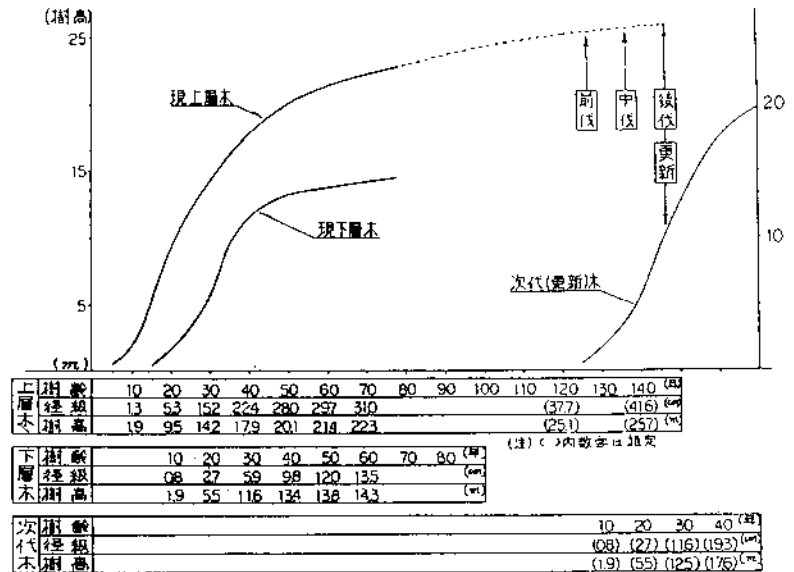 (樹高)
25
15
5
(m)
20
10
現上層木
現下層木
次代(更新)木
前伐
中伐
後伐
更新
上層木
樹齢 10 20 30 40 50 60 70 80 90 100 110 120 130 140 (年)
径級 1.3 5.3 15.2 22.4 28.0 29.7 31.0 (37.7) (41.6) (cm)
樹高 1.9 9.5 14.2 17.9 20.1 21.4 22.3 (25.1) (25.7) (m)
(注) ( )内数字は推定
下層木
樹齢 10 20 30 40 50 60 70 80 (年)
径級 0.8 2.7 5.9 9.8 12.0 13.5 (cm)
樹高 1.9 5.5 11.6 13.4 13.8 14.3 (m)
次代木
樹齢 10 20 30 40 (年)
径級 (0.8) (2.7) (11.6) (19.3) (cm)
樹高 (1.9) (5.5) (12.5) (17.6) (m)